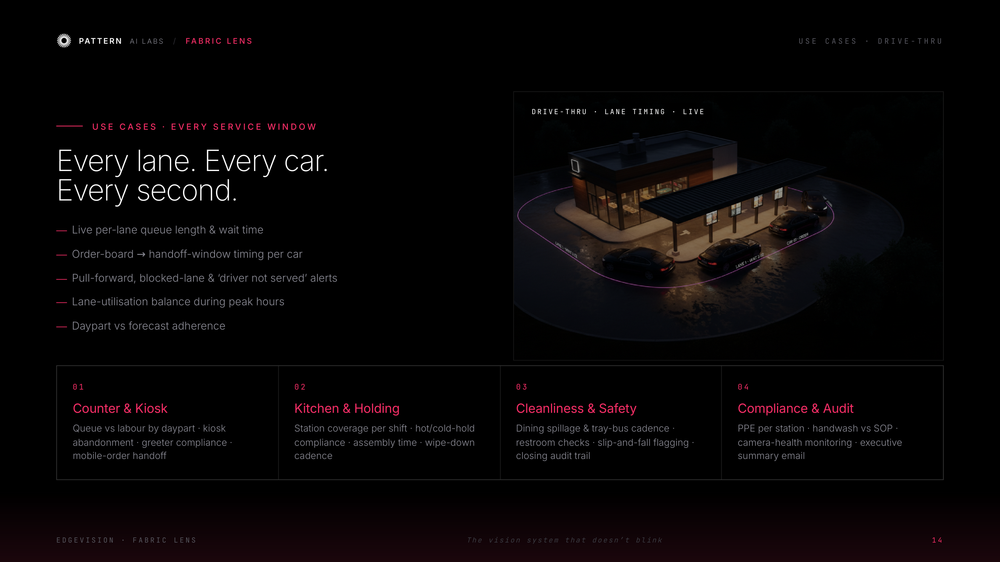 PATTERN AI LABS / FABRIC LENS
USE CASES · DRIVE-THRU
USE CASES · EVERY SERVICE WINDOW
Every lane. Every car.
Every second.
— Live per-lane queue length & wait time
— Order-board → handoff-window timing per car
— Pull-forward, blocked-lane & ‘driver not served’ alerts
— Lane-utilisation balance during peak hours
— Daypart vs forecast adherence
DRIVE-THRU · LANE TIMING · LIVE
CAR 03 · ORDER
LANE 1 · WAIT
01
Counter & Kiosk
Queue vs labour by daypart · kiosk
abandonment · greeter compliance ·
mobile-order handoff
02
Kitchen & Holding
Station coverage per shift · hot/cold-hold
compliance · assembly time · wipe-down
cadence
03
Cleanliness & Safety
Dining spillage & tray-bus cadence ·
restroom checks · slip-and-fall flagging ·
closing audit trail
04
Compliance & Audit
PPE per station · handwash vs SOP ·
camera-health monitoring · executive
summary email
EDGEVISION · FABRIC LENS
The vision system that doesn’t blink
14